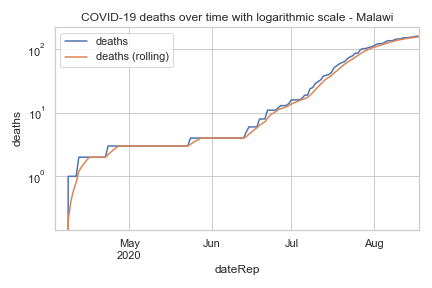 COVID-19 deaths over time with logarithmic scale - Malawi
deaths
deaths (rolling)
10²
10¹
10⁰
deaths
May Jun Jul Aug
2020
dateRep